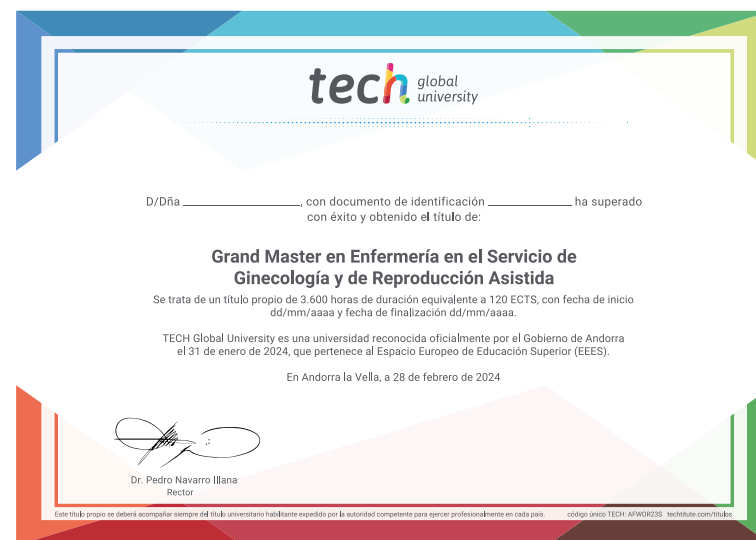 tech global university
D/Dña ____________________, con documento de identificación ______________ ha superado
con éxito y obtenido el título de:
Grand Master en Enfermería en el Servicio de
Ginecología y de Reproducción Asistida
Se trata de un título propio de 3.600 horas de duración equivalente a 120 ECTS, con fecha de inicio
dd/mm/aaaa y fecha de finalización dd/mm/aaaa.
TECH Global University es una universidad reconocida oficialmente por el Gobierno de Andorra
el 31 de enero de 2024, que pertenece al Espacio Europeo de Educación Superior (EEES).
En Andorra la Vella, a 28 de febrero de 2024
Dr. Pedro Navarro Illana
Rector
Este título propio se deberá acompañar siempre del título universitario habilitante expedido por la autoridad competente para ejercer profesionalmente en cada país. código único TECH: AFWOR23S techtitute.com/titulos